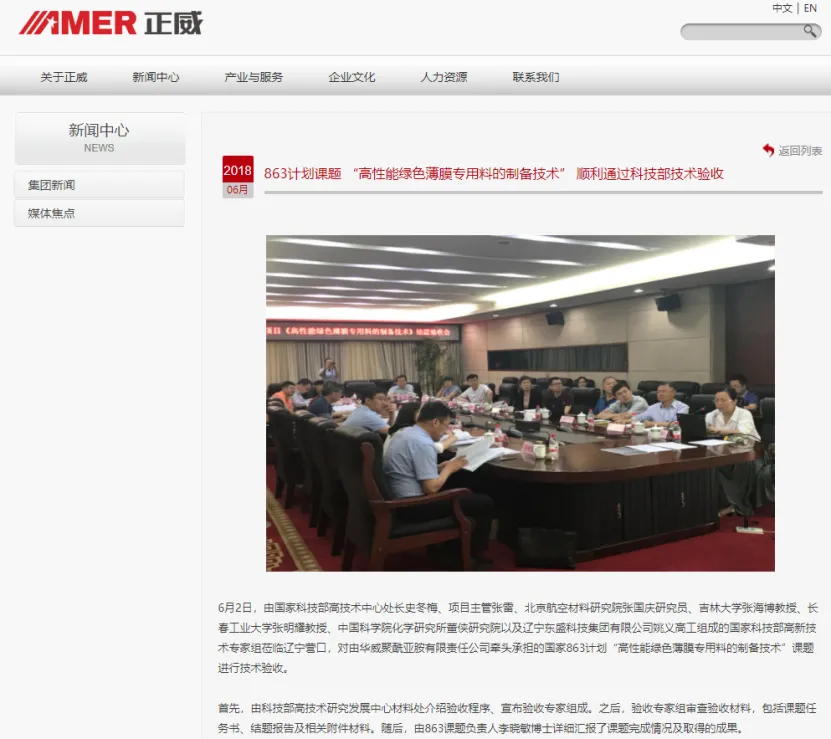 AMER 正威
中文 | EN
关于正威 新闻中心 产业与服务 企业文化 人力资源 联系我们
新闻中心
NEWS
集团新闻
媒体焦点
返回列表
2018
06月
863计划课题 “高性能绿色薄膜专用料的制备技术” 顺利通过科技部技术验收
项目《高性能绿色薄膜专用料的制备技术》结题验收会
6月2日，由国家科技部高技术中心处长史冬梅、项目主管张雷、北京航空材料研究院张国庆研究员、吉林大学张海博教授、长
春工业大学张明耀教授、中国科学院化学研究所董侠研究院以及辽宁东盛科技集团有限公司姚义高工组成的国家科技部高新技
术专家组莅临辽宁营口，对由华威聚酰亚胺有限责任公司牵头承担的国家863计划“高性能绿色薄膜专用料的制备技术”课题
进行技术验收。
首先，由科技部高技术研究发展中心材料处介绍验收程序、宣布验收专家组成。之后，验收专家组审查验收材料，包括课题任
务书、结题报告及相关附件材料。随后，由863课题负责人李晓敏博士详细汇报了课题完成情况及取得的成果。